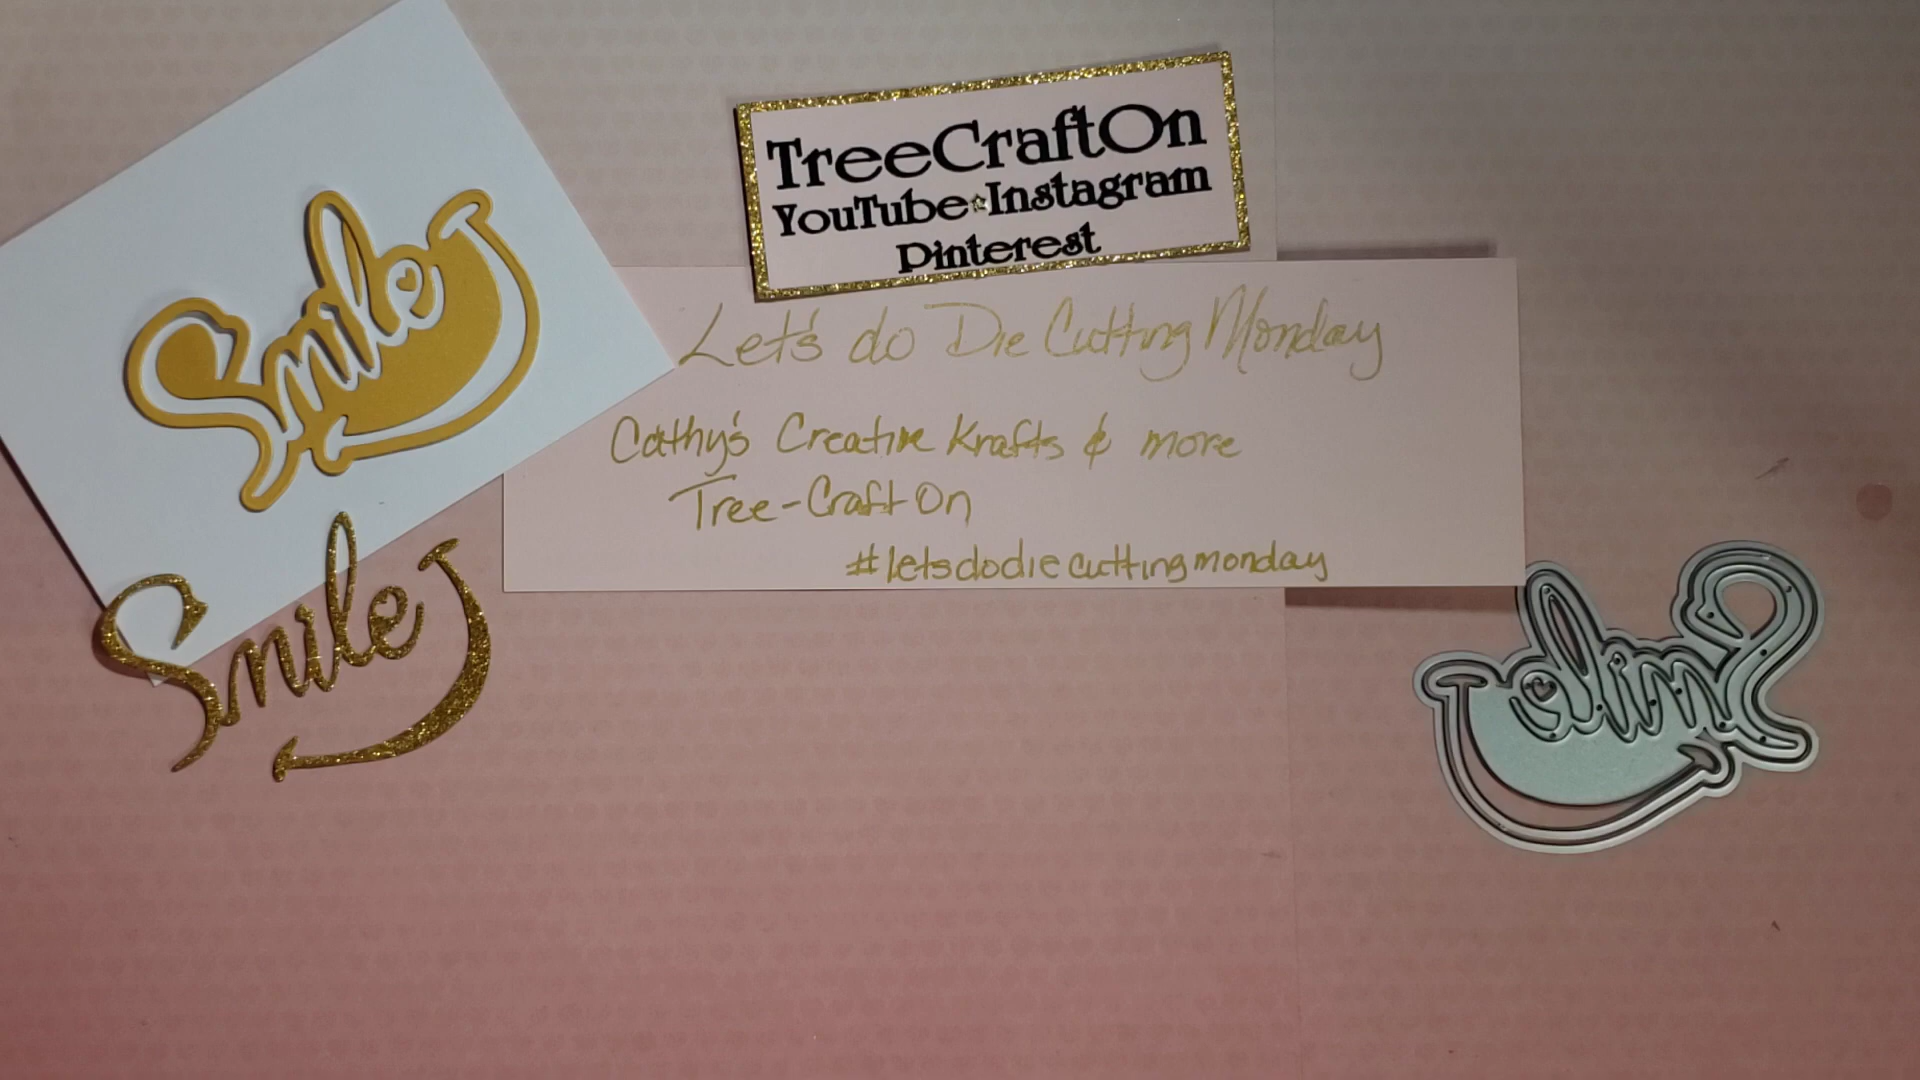 TreeCraftOn
YouTube Instagram
Pinterest
Smile
Let's do Die Cutting Monday
Cathy's Creative Krafts & more
Tree-Craft On
#letsdodiecuttingmonday
Smile
Smile